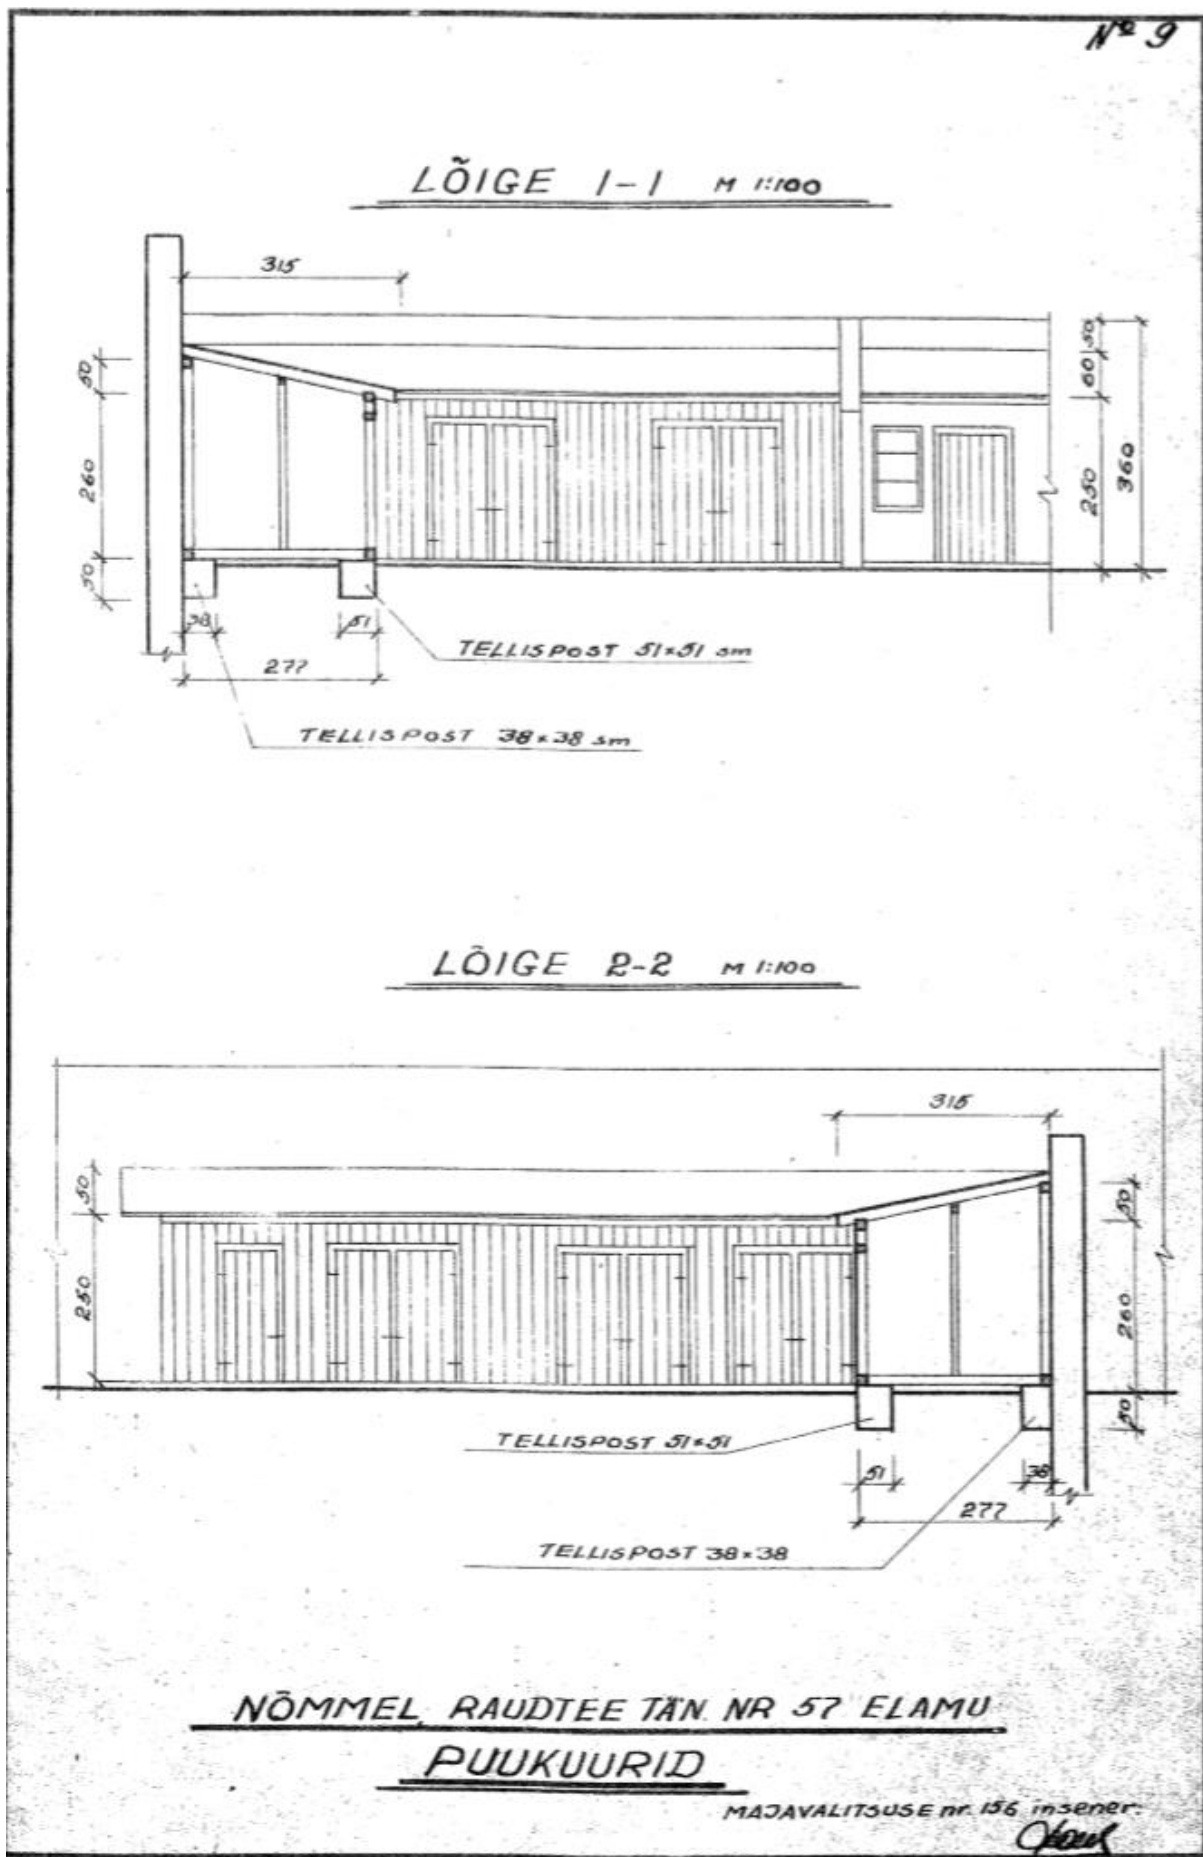 Nº 9
LÕIGE 1-1 M 1:100
315
50
260
50
50
60
250
360
38
51
277
TELLISPOST 51×51 sm
TELLISPOST 38×38 sm
LÕIGE 2-2 M 1:100
315
50
250
50
260
50
TELLISPOST 51×51
51
38
277
TELLISPOST 38×38
NÕMMEL, RAUDTEE TÄN. NR 57 ELAMU
PUUKUURID
MAJAVALITSUSE nr. 156 insener: